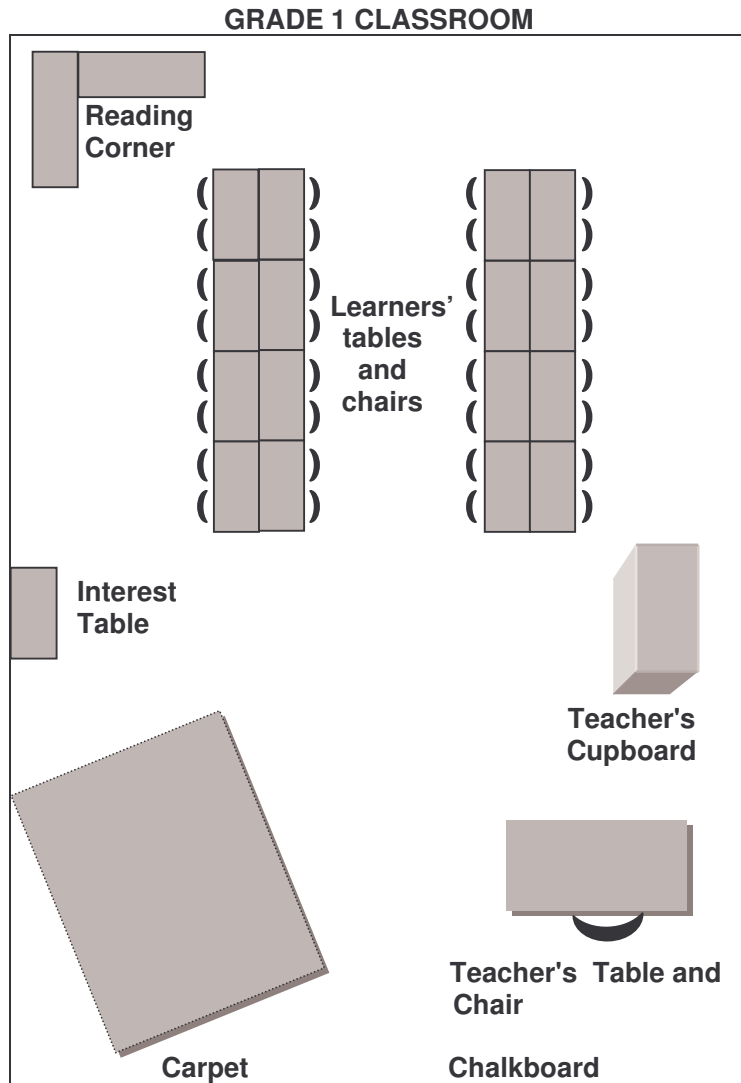 GRADE 1 CLASSROOM
Reading
Corner
Learners’
tables
and
chairs
Interest
Table
Teacher's
Cupboard
Teacher's Table and
Chair
Carpet
Chalkboard